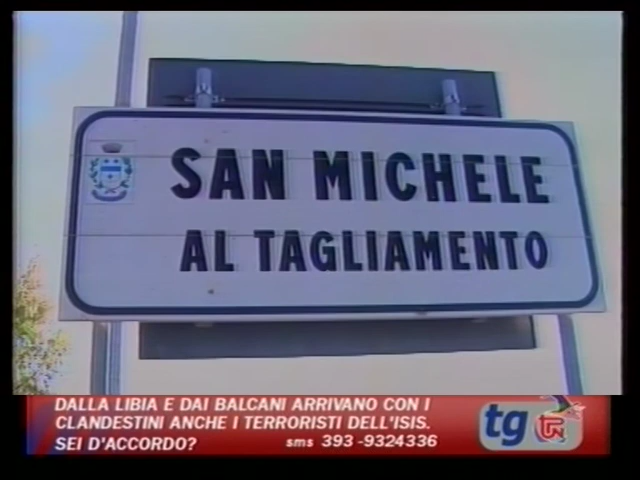 SAN MICHELE
AL TAGLIAMENTO
DALLA LIBIA E DAI BALCANI ARRIVANO CON I
CLANDESTINI ANCHE I TERRORISTI DELL'ISIS.
SEI D'ACCORDO? sms 393 -9324336
tg